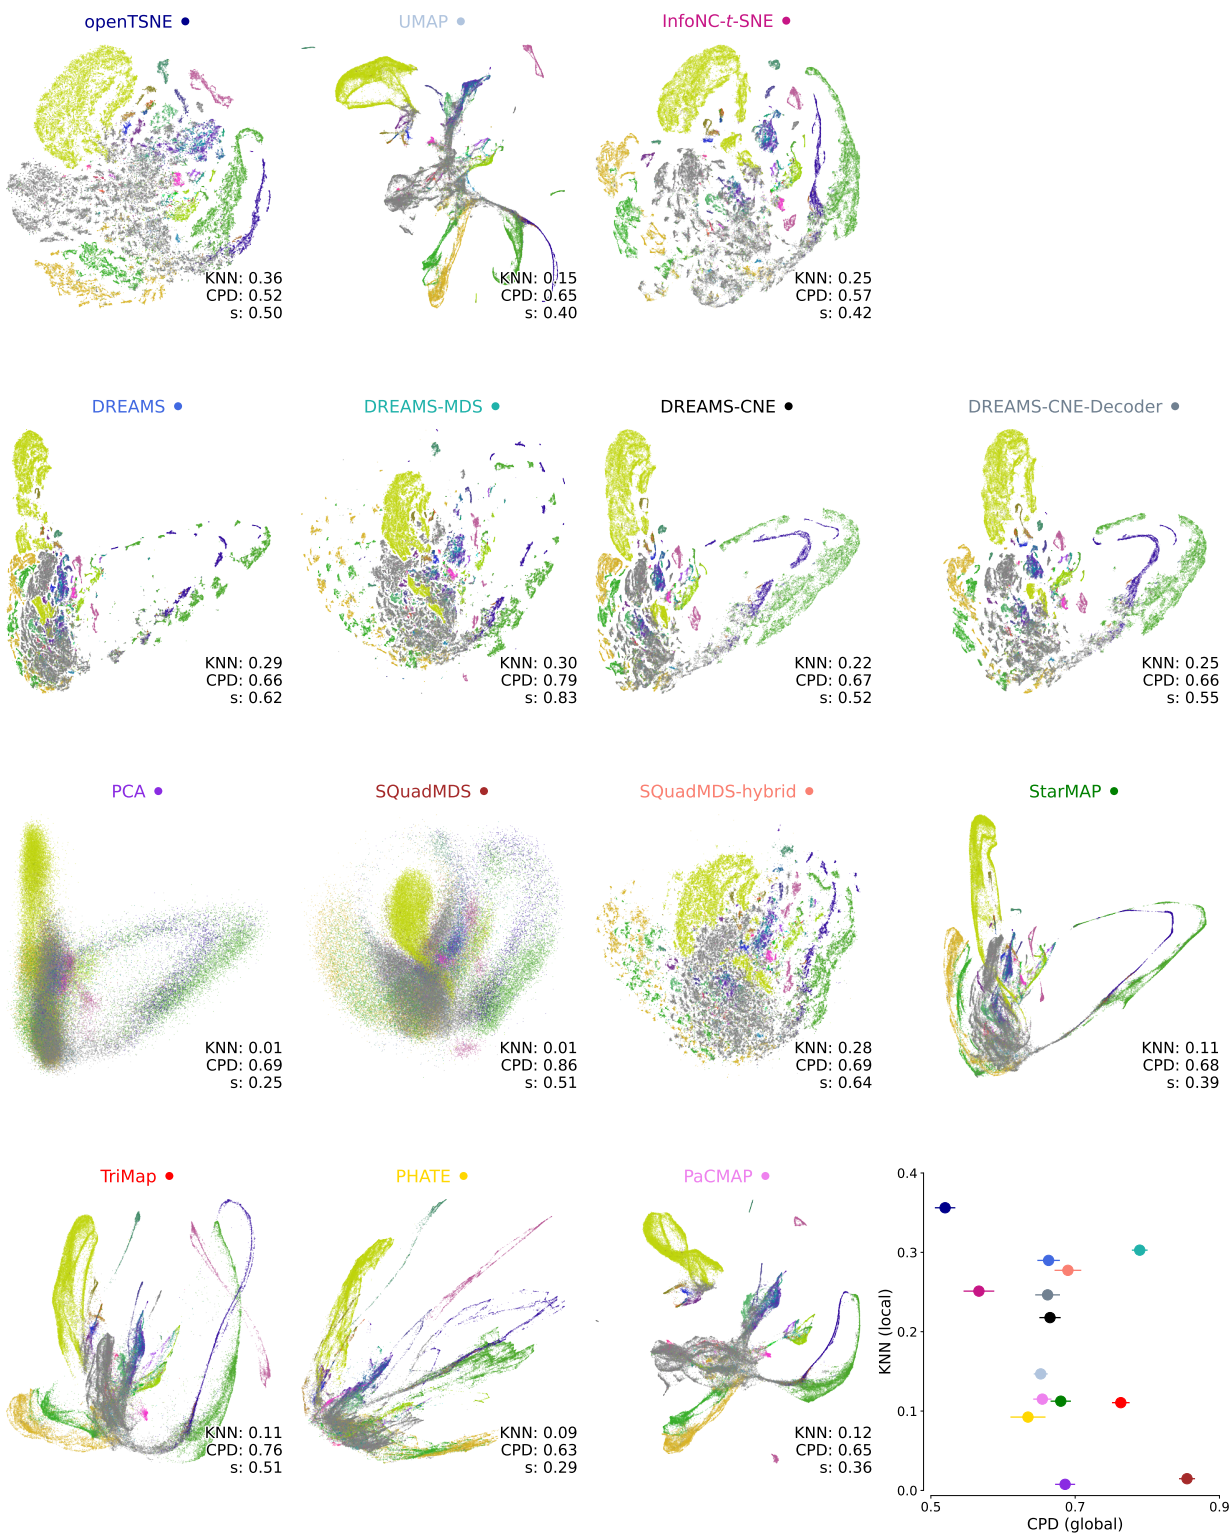 openTSNE
UMAP
InfoNC-t-SNE
KNN: 0.36
CPD: 0.52
s: 0.50
KNN: 0.15
CPD: 0.65
s: 0.40
KNN: 0.25
CPD: 0.57
s: 0.42
DREAMS
DREAMS-MDS
DREAMS-CNE
DREAMS-CNE-Decoder
KNN: 0.29
CPD: 0.66
s: 0.62
KNN: 0.30
CPD: 0.79
s: 0.83
KNN: 0.22
CPD: 0.67
s: 0.52
KNN: 0.25
CPD: 0.66
s: 0.55
PCA
SQuadMDS
SQuadMDS-hybrid
StarMAP
KNN: 0.01
CPD: 0.69
s: 0.25
KNN: 0.01
CPD: 0.86
s: 0.51
KNN: 0.28
CPD: 0.69
s: 0.64
KNN: 0.11
CPD: 0.68
s: 0.39
TriMap
PHATE
PaCMAP
KNN: 0.11
CPD: 0.76
s: 0.51
KNN: 0.09
CPD: 0.63
s: 0.29
KNN: 0.12
CPD: 0.65
s: 0.36
KNN (local)
0.4
0.3
0.2
0.1
0.0
0.5
0.7
0.9
CPD (global)